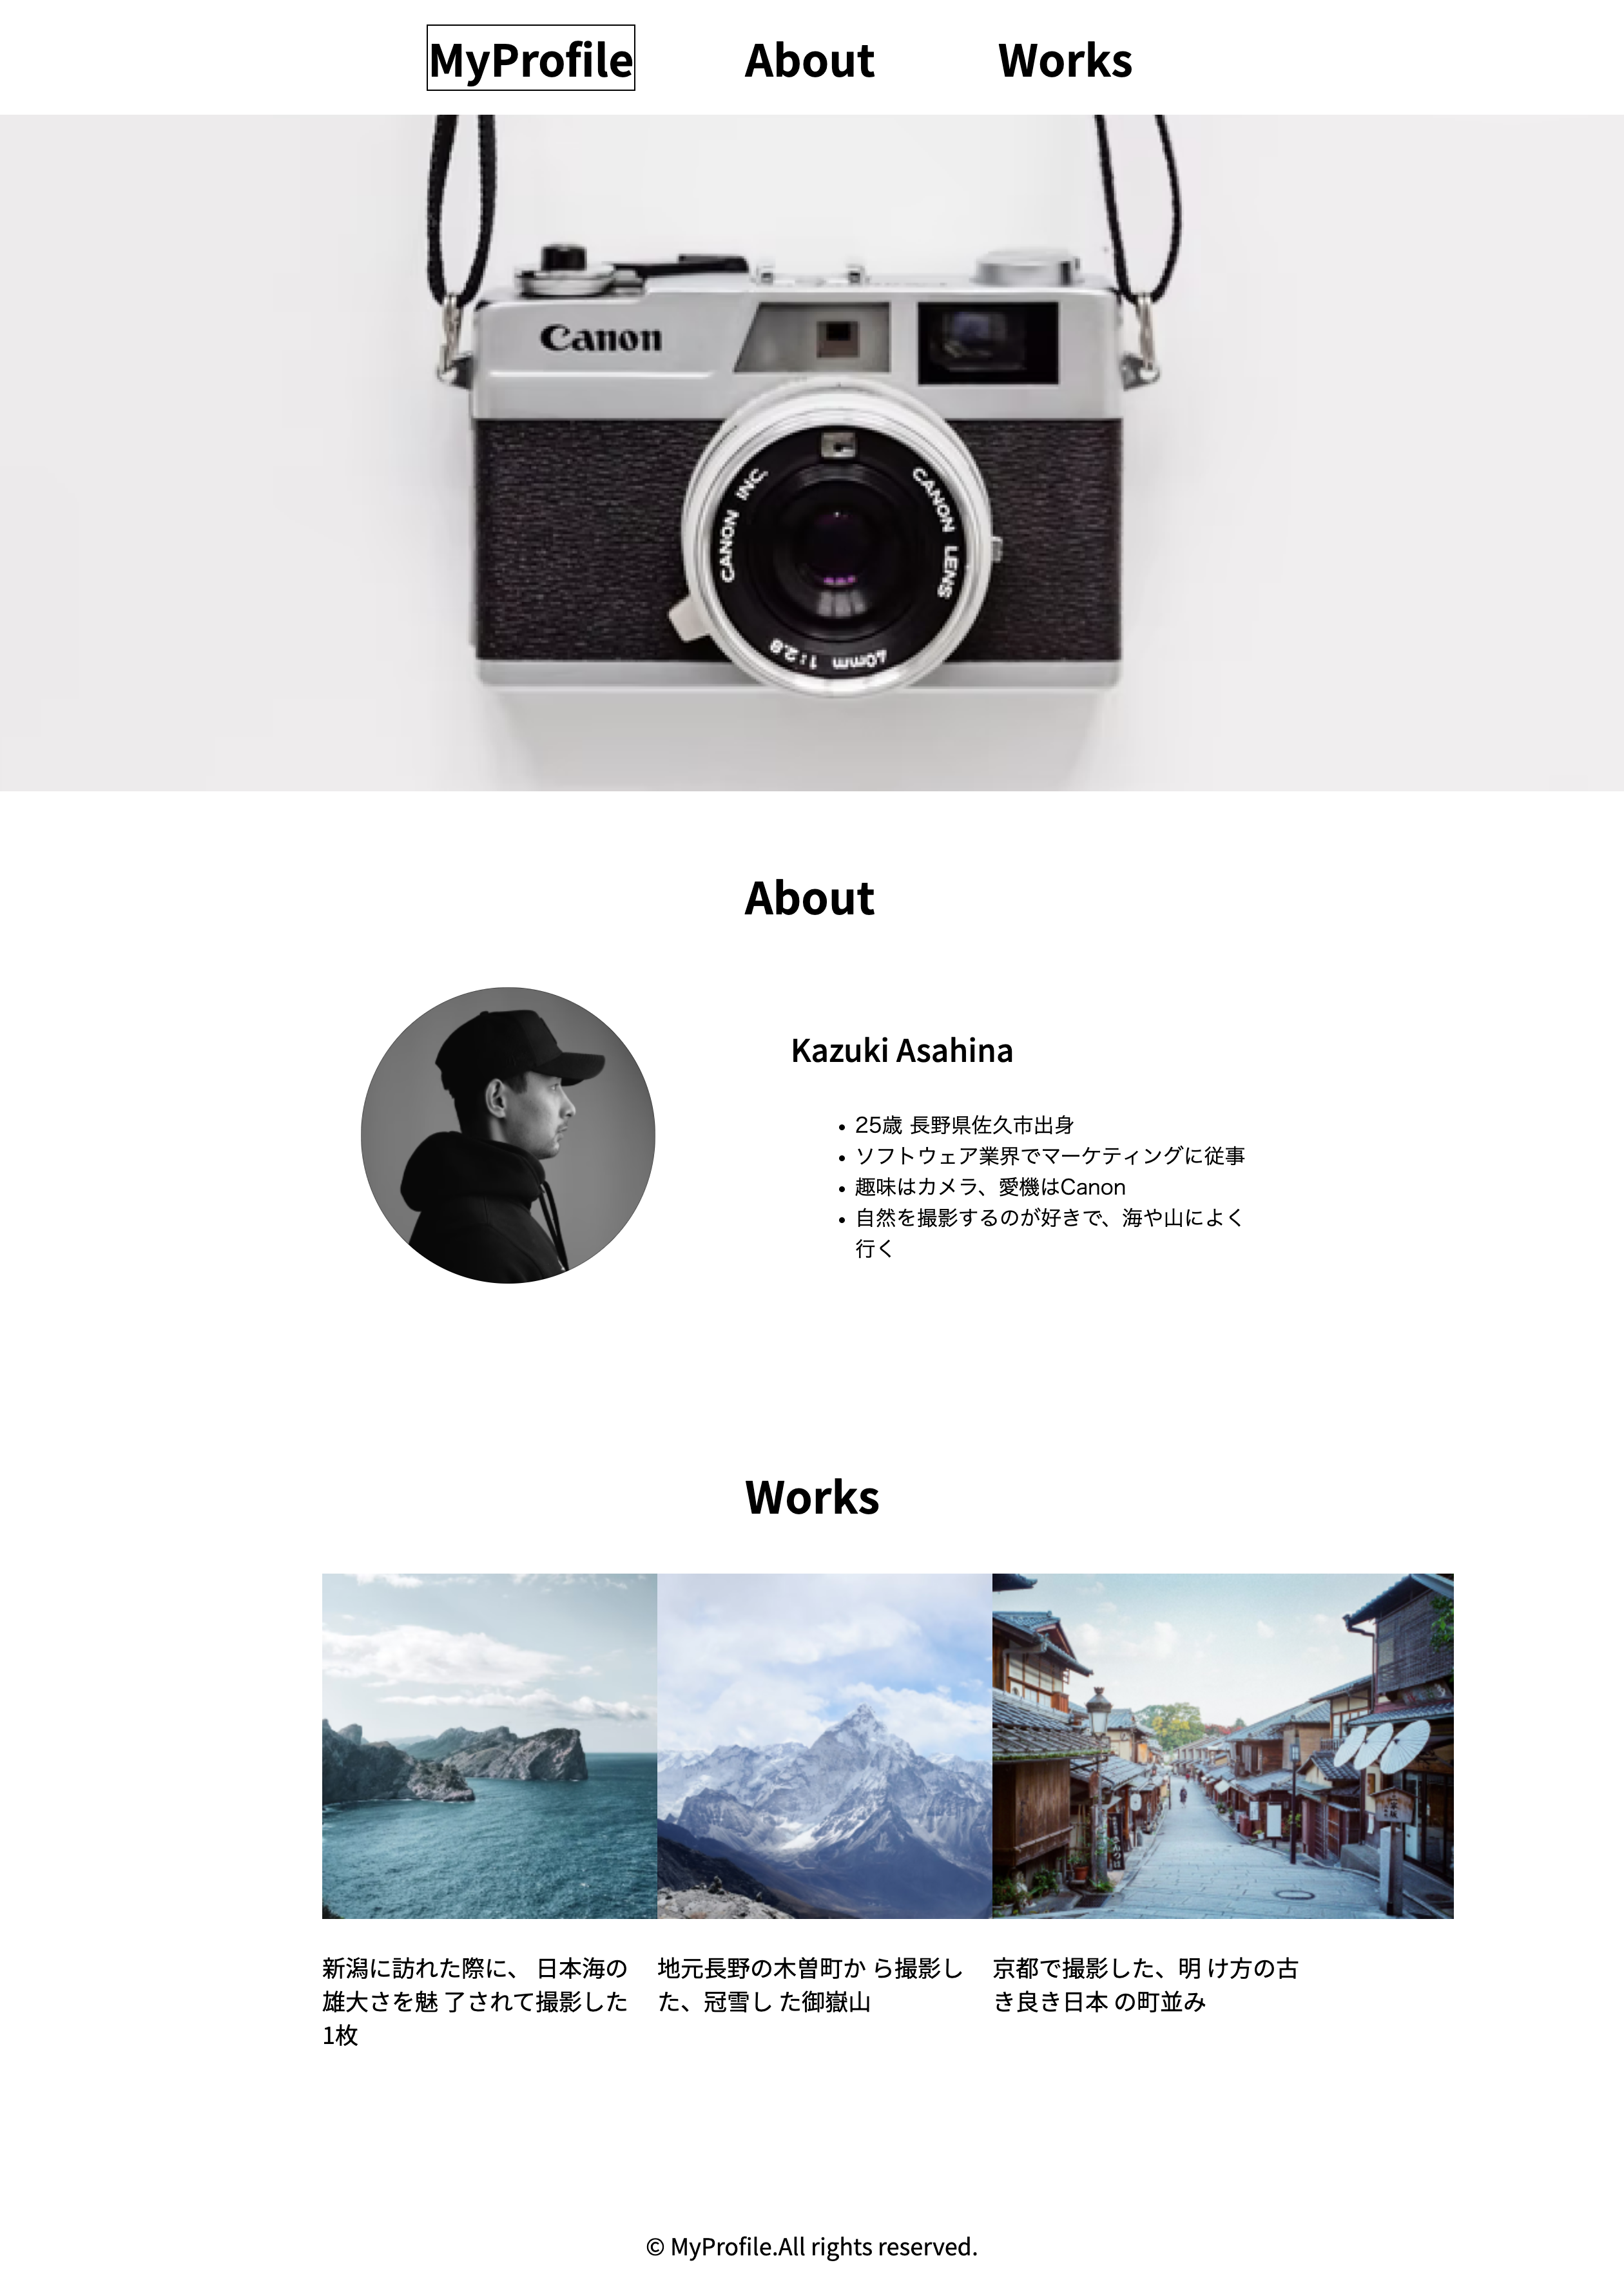 MyProfile About Works
Canon
CANON INC.
CANON LENS
40mm 1:2.8
About
Kazuki Asahina
• 25歳 長野県佐久市出身
• ソフトウェア業界でマーケティングに従事
• 趣味はカメラ、愛機はCanon
• 自然を撮影するのが好きで、海や山によく
行く
Works
新潟に訪れた際に、 日本海の
雄大さを魅 了されて撮影した
1枚
地元長野の木曽町か ら撮影し
た、冠雪し た御嶽山
京都で撮影した、明 け方の古
き良き日本 の町並み
© MyProfile.All rights reserved.